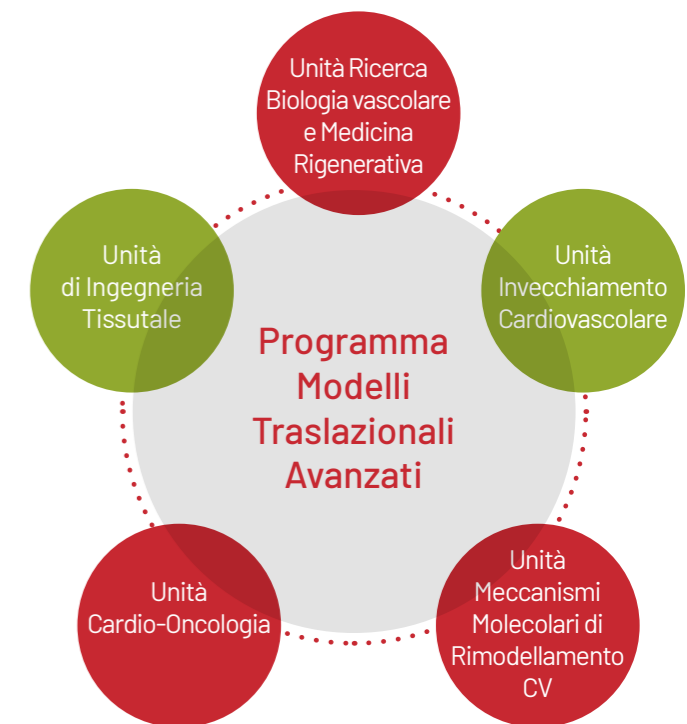 Unità Ricerca
Biologia vascolare
e Medicina
Rigenerativa
Unità
di Ingegneria
Tissutale
Unità
Invecchiamento
Cardiovascolare
Programma
Modelli
Traslazionali
Avanzati
Unità
Cardio-Oncologia
Unità
Meccanismi
Molecolari di
Rimodellamento
CV